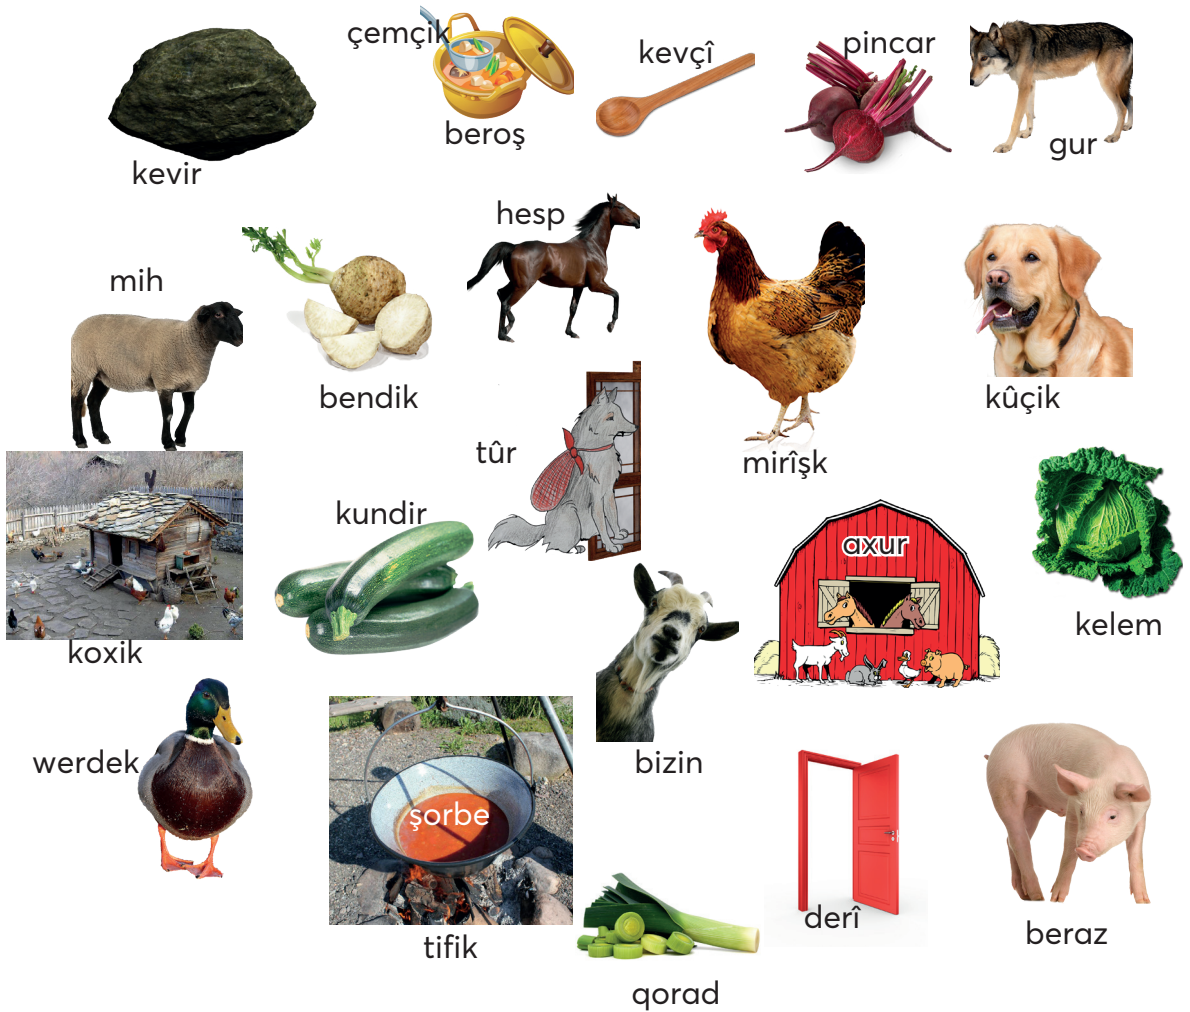 çemçik
kevçî
pincar
beroş
gur
kevir
hesp
mih
bendik
kûçik
tûr
mirîşk
kundir
axur
kelem
koxik
werdek
bizin
şorbe
derî
beraz
tifik
qorad